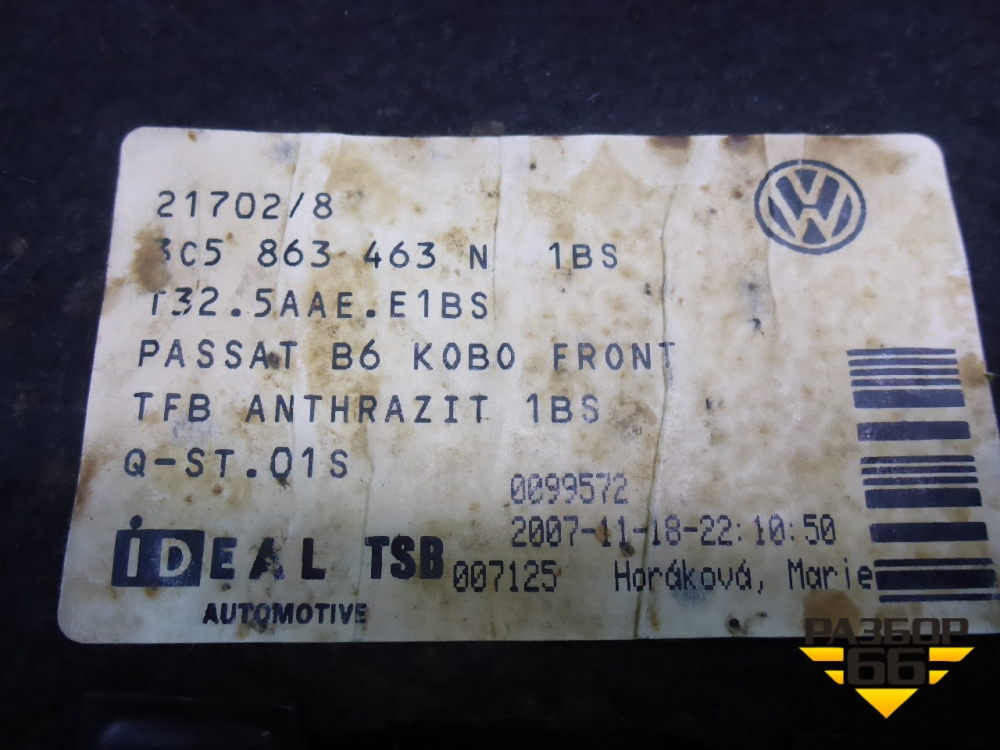 21702/8
3C5 863 463 N 1BS
T32.5AAE.E1BS
PASSAT B6 KOBO FRONT
TFB ANTHRAZIT 1BS
Q-ST.01S
0099572
2007-11-18-22:10:50
iDEAL TSB 007125 Horáková, Marie
AUTOMOTIVE
РАЗБОР
66